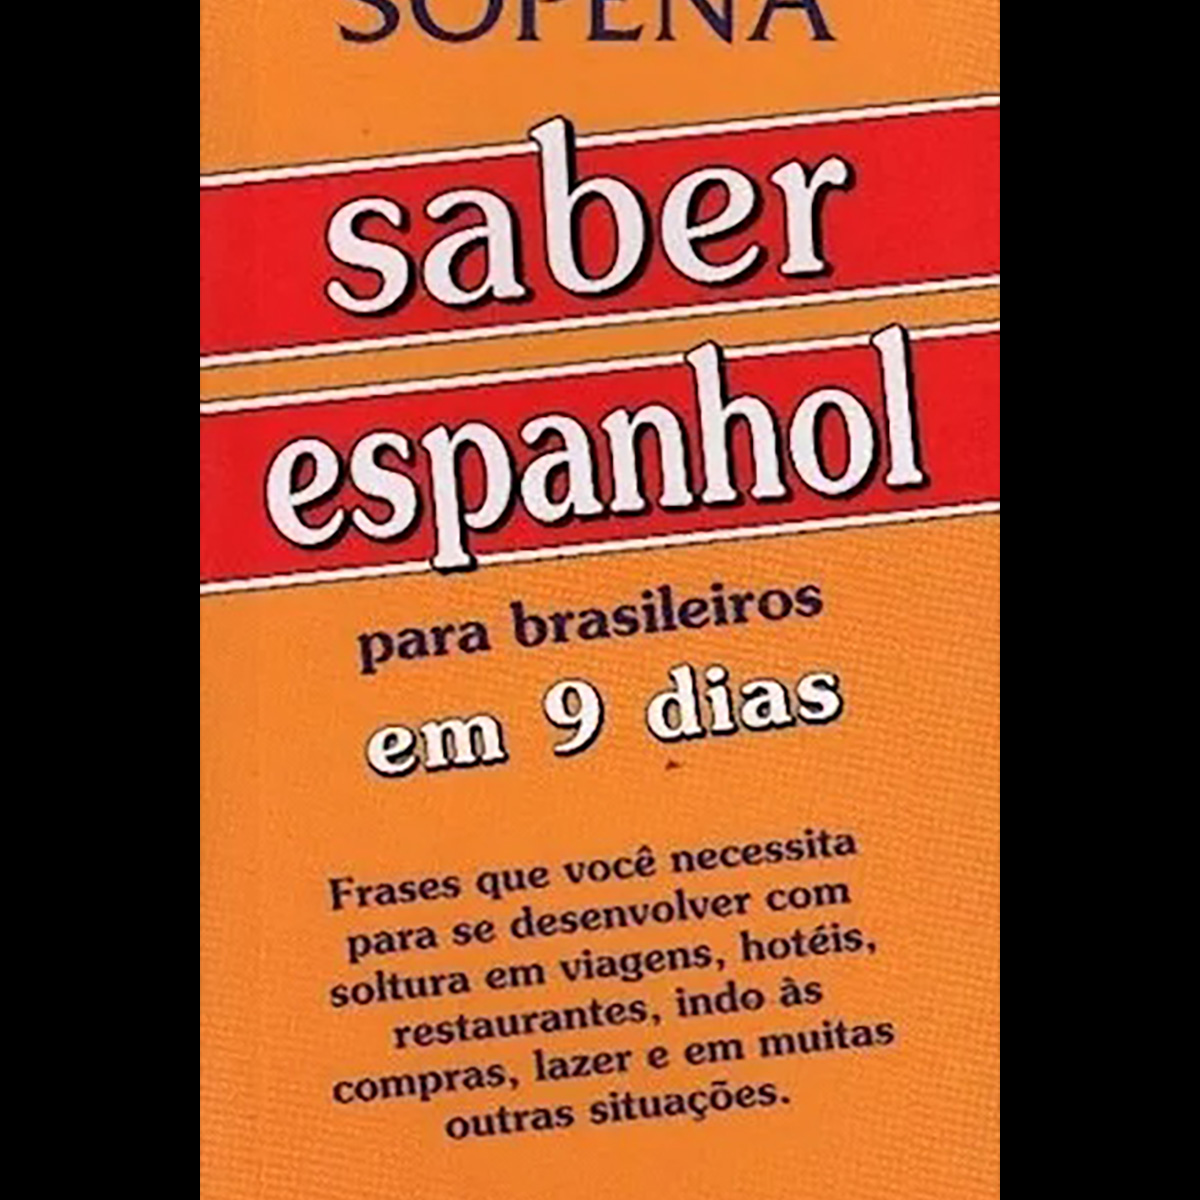 SOPENA
saber
espanhol
para brasileiros
em 9 dias
Frases que você necessita
para se desenvolver com
soltura em viagens, hotéis,
restaurantes, indo às
compras, lazer e em muitas
outras situações.